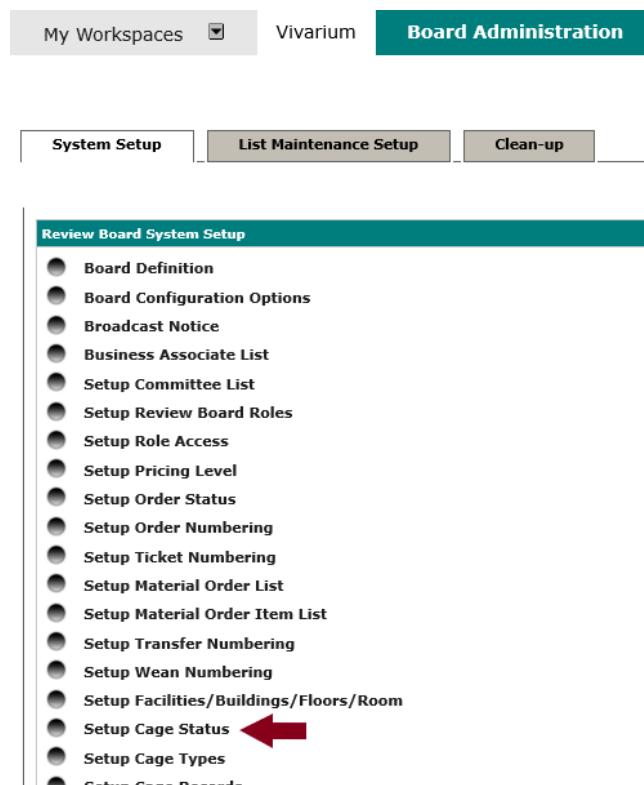 My Workspaces Vivarium Board Administration
System Setup List Maintenance Setup Clean-up
Review Board System Setup
Board Definition
Board Configuration Options
Broadcast Notice
Business Associate List
Setup Committee List
Setup Review Board Roles
Setup Role Access
Setup Pricing Level
Setup Order Status
Setup Order Numbering
Setup Ticket Numbering
Setup Material Order List
Setup Material Order Item List
Setup Transfer Numbering
Setup Wean Numbering
Setup Facilities/Buildings/Floors/Room
Setup Cage Status
Setup Cage Types
Setup Cage Records